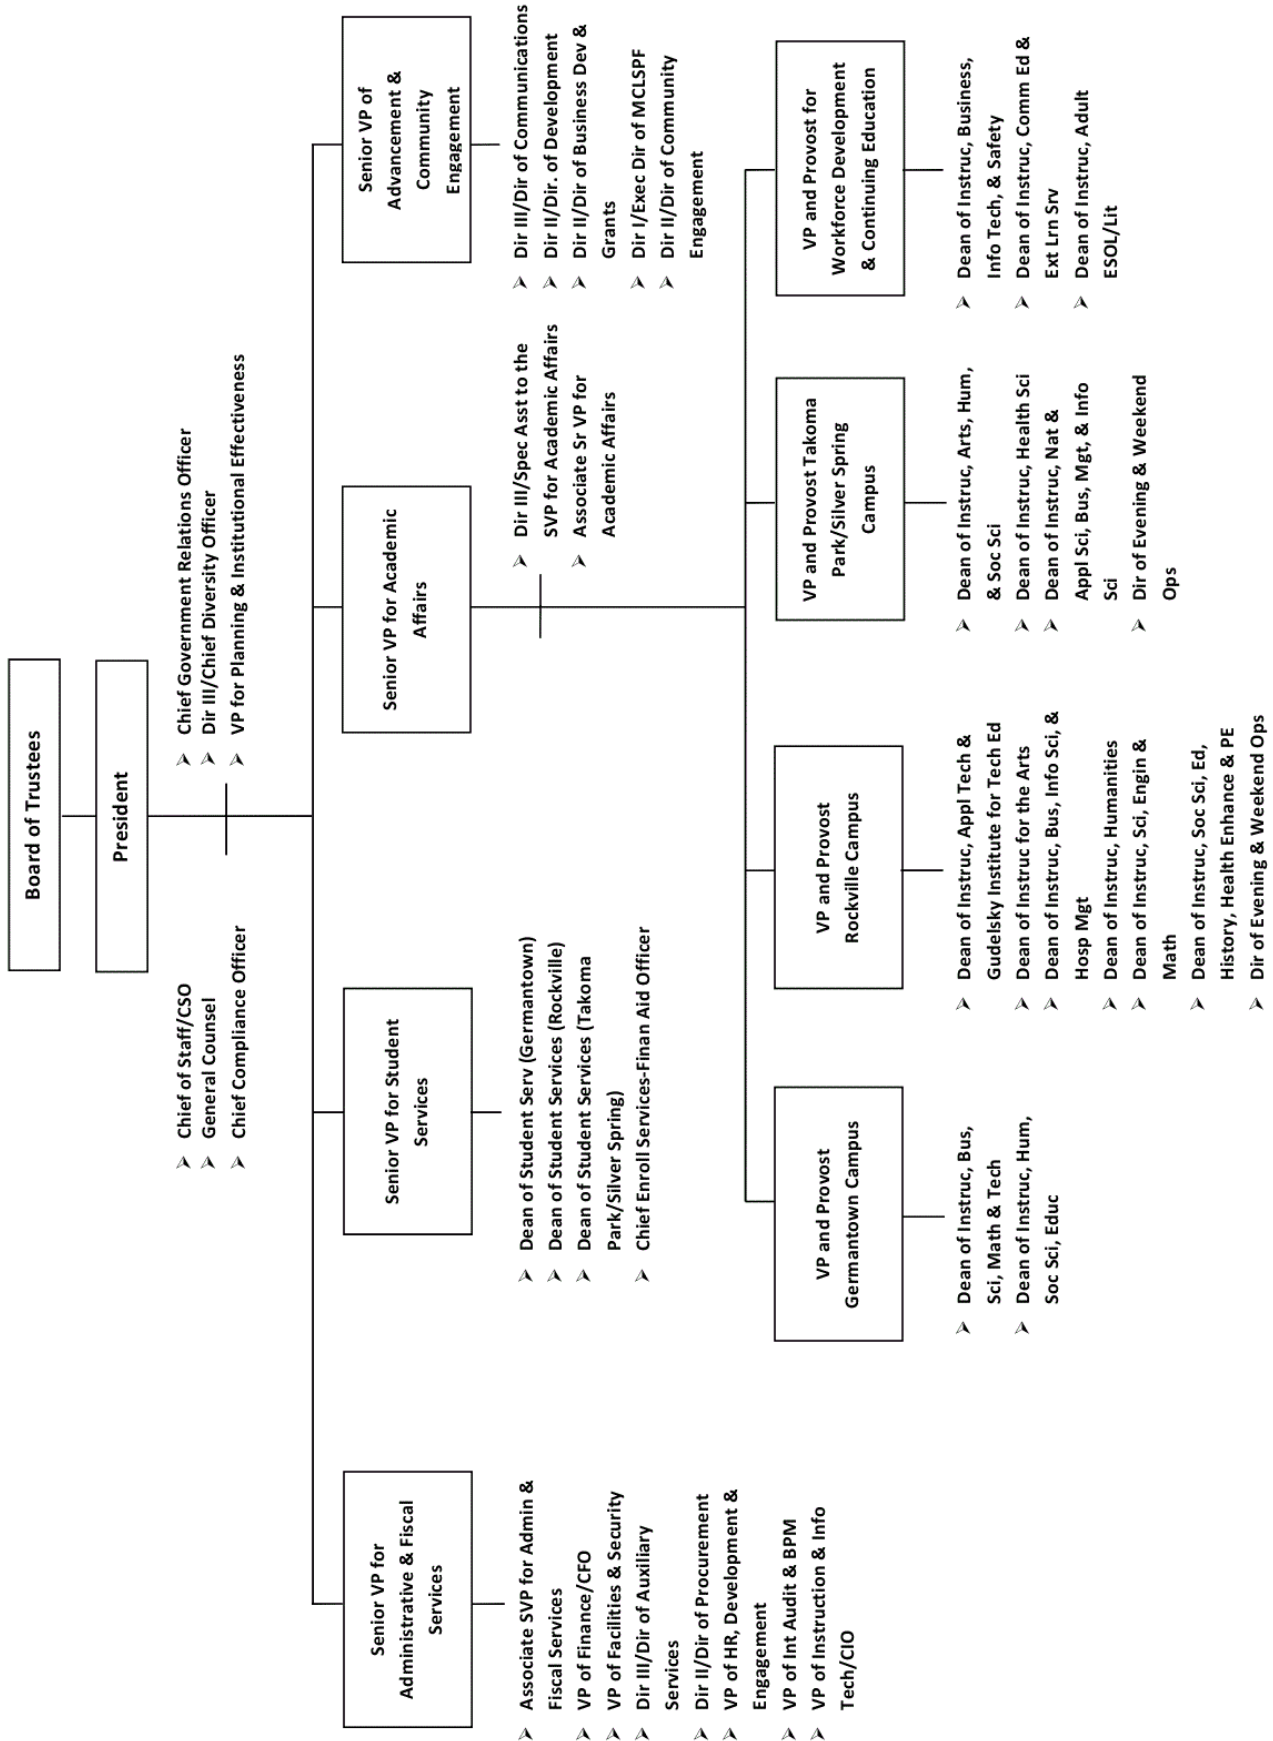 Board of Trustees
President
➢ Chief of Staff/CSO
➢ General Counsel
➢ Chief Compliance Officer
➢ Chief Government Relations Officer
➢ Dir III/Chief Diversity Officer
➢ VP for Planning & Institutional Effectiveness
Senior VP for
Administrative & Fiscal
Services
➢ Associate SVP for Admin &
Fiscal Services
➢ VP of Finance/CFO
➢ VP of Facilities & Security
➢ Dir III/Dir of Auxiliary
Services
➢ Dir II/Dir of Procurement
➢ VP of HR, Development &
Engagement
➢ VP of Int Audit & BPM
➢ VP of Instruction & Info
Tech/CIO
Senior VP for Student
Services
➢ Dean of Student Serv (Germantown)
➢ Dean of Student Services (Rockville)
➢ Dean of Student Services (Takoma
Park/Silver Spring)
➢ Chief Enroll Services-Finan Aid Officer
Senior VP for Academic
Affairs
➢ Dir III/Spec Asst to the
SVP for Academic Affairs
➢ Associate Sr VP for
Academic Affairs
Senior VP of
Advancement &
Community
Engagement
➢ Dir III/Dir of Communications
➢ Dir II/Dir. of Development
➢ Dir II/Dir of Business Dev &
Grants
➢ Dir I/Exec Dir of MCLSPF
➢ Dir II/Dir of Community
Engagement
VP and Provost
Germantown Campus
➢ Dean of Instruc, Bus,
Sci, Math & Tech
➢ Dean of Instruc, Hum,
Soc Sci, Educ
VP and Provost
Rockville Campus
➢ Dean of Instruc, Appl Tech &
Gudelsky Institute for Tech Ed
➢ Dean of Instruc for the Arts
➢ Dean of Instruc, Bus, Info Sci, &
Hosp Mgt
➢ Dean of Instruc, Humanities
➢ Dean of Instruc, Sci, Engin &
Math
➢ Dean of Instruc, Soc Sci, Ed,
History, Health Enhance & PE
➢ Dir of Evening & Weekend Ops
VP and Provost Takoma
Park/Silver Spring
Campus
➢ Dean of Instruc, Arts, Hum,
& Soc Sci
➢ Dean of Instruc, Health Sci
➢ Dean of Instruc, Nat &
Appl Sci, Bus, Mgt, & Info
Sci
➢ Dir of Evening & Weekend
Ops
VP and Provost for
Workforce Development
& Continuing Education
➢ Dean of Instruc, Business,
Info Tech, & Safety
➢ Dean of Instruc, Comm Ed &
Ext Lrn Srv
➢ Dean of Instruc, Adult
ESOL/Lit